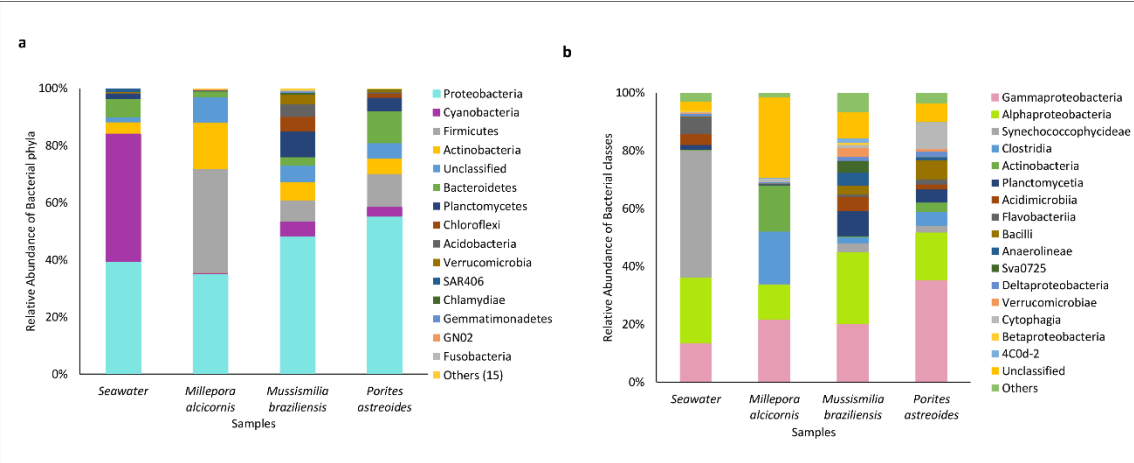 a
Relative Abundance of Bacterial phyla
100%
80%
60%
40%
20%
0%
Seawater
Millepora
alcicornis
Mussismilia
braziliensis
Porites
astreoides
Samples
Proteobacteria
Cyanobacteria
Firmicutes
Actinobacteria
Unclassified
Bacteroidetes
Planctomycetes
Chloroflexi
Acidobacteria
Verrucomicrobia
SAR406
Chlamydiae
Gemmatimonadetes
GN02
Fusobacteria
Others (15)
b
Relative Abundance of Bacterial classes
100%
80%
60%
40%
20%
0%
Seawater
Millepora
alcicornis
Mussismilia
braziliensis
Porites
astreoides
Samples
Gammaproteobacteria
Alphaproteobacteria
Synechococcophycideae
Clostridia
Actinobacteria
Planctomycetia
Acidimicrobiia
Flavobacteriia
Bacilli
Anaerolineae
Sva0725
Deltaproteobacteria
Verrucomicrobiae
Cytophagia
Betaproteobacteria
4C0d-2
Unclassified
Others